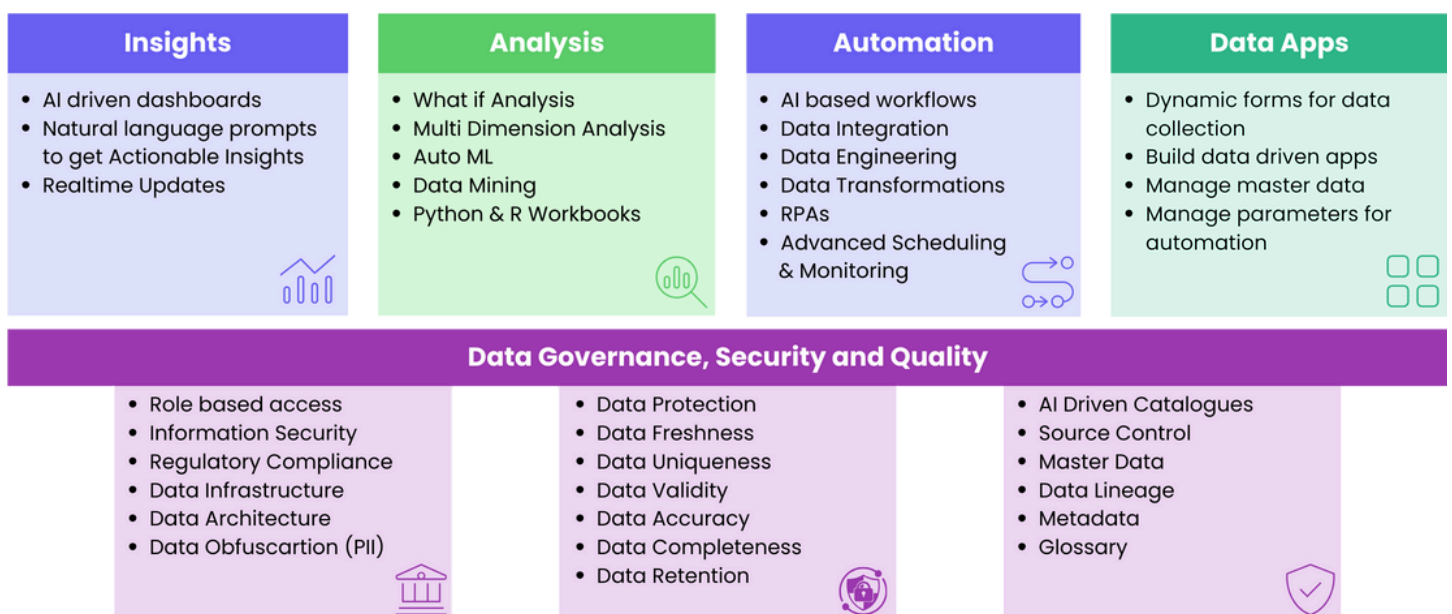 Insights
• AI driven dashboards
• Natural language prompts
to get Actionable Insights
• Realtime Updates
Analysis
• What if Analysis
• Multi Dimension Analysis
• Auto ML
• Data Mining
• Python & R Workbooks
Automation
• AI based workflows
• Data Integration
• Data Engineering
• Data Transformations
• RPAs
• Advanced Scheduling
& Monitoring
Data Apps
• Dynamic forms for data
collection
• Build data driven apps
• Manage master data
• Manage parameters for
automation
Data Governance, Security and Quality
• Role based access
• Information Security
• Regulatory Compliance
• Data Infrastructure
• Data Architecture
• Data Obfuscartion (PII)
• Data Protection
• Data Freshness
• Data Uniqueness
• Data Validity
• Data Accuracy
• Data Completeness
• Data Retention
• AI Driven Catalogues
• Source Control
• Master Data
• Data Lineage
• Metadata
• Glossary